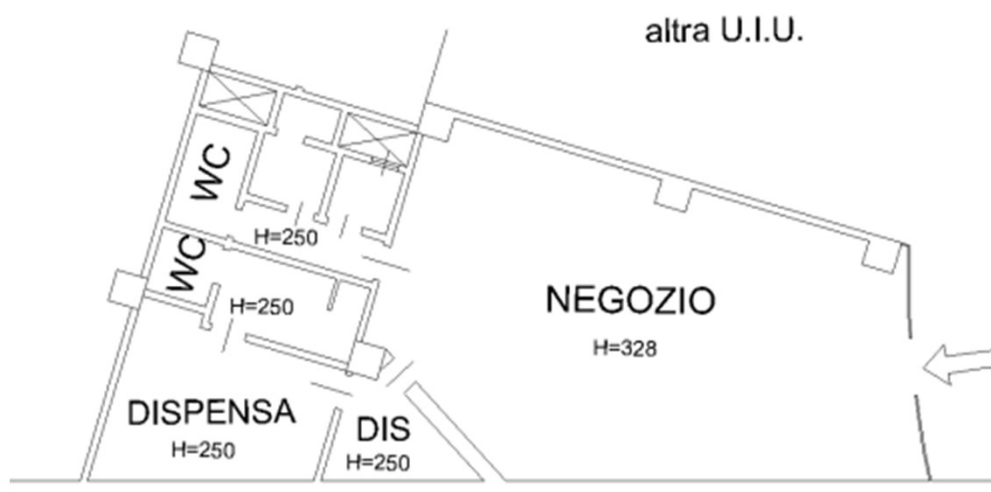 altra U.I.U.
WC
H=250
WC
H=250
NEGOZIO
H=328
DISPENSA
H=250
DIS
H=250